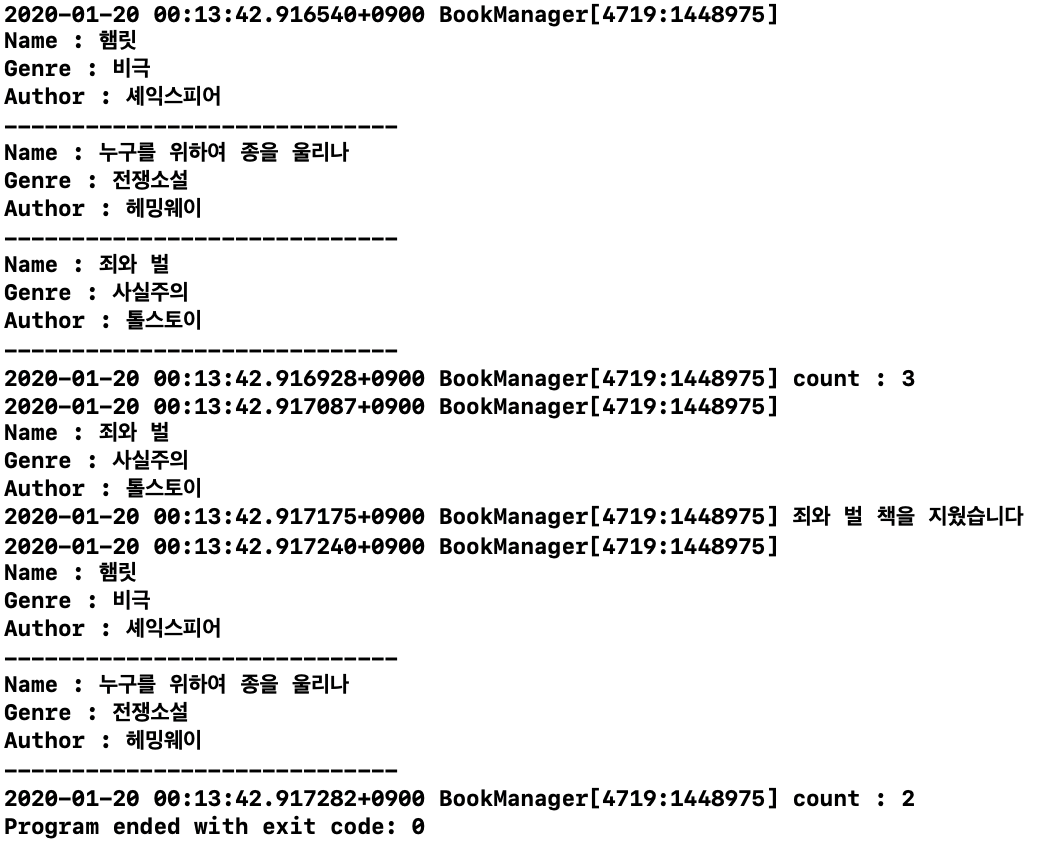 2020-01-20 00:13:42.916540+0900 BookManager[4719:1448975]
Name : 햄릿
Genre : 비극
Author : 셰익스피어
-----------------------------
Name : 누구를 위하여 종을 울리나
Genre : 전쟁소설
Author : 헤밍웨이
-----------------------------
Name : 죄와 벌
Genre : 사실주의
Author : 톨스토이
-----------------------------
2020-01-20 00:13:42.916928+0900 BookManager[4719:1448975] count : 3
2020-01-20 00:13:42.917087+0900 BookManager[4719:1448975]
Name : 죄와 벌
Genre : 사실주의
Author : 톨스토이
2020-01-20 00:13:42.917175+0900 BookManager[4719:1448975] 죄와 벌 책을 지웠습니다
2020-01-20 00:13:42.917240+0900 BookManager[4719:1448975]
Name : 햄릿
Genre : 비극
Author : 셰익스피어
-----------------------------
Name : 누구를 위하여 종을 울리나
Genre : 전쟁소설
Author : 헤밍웨이
-----------------------------
2020-01-20 00:13:42.917282+0900 BookManager[4719:1448975] count : 2
Program ended with exit code: 0